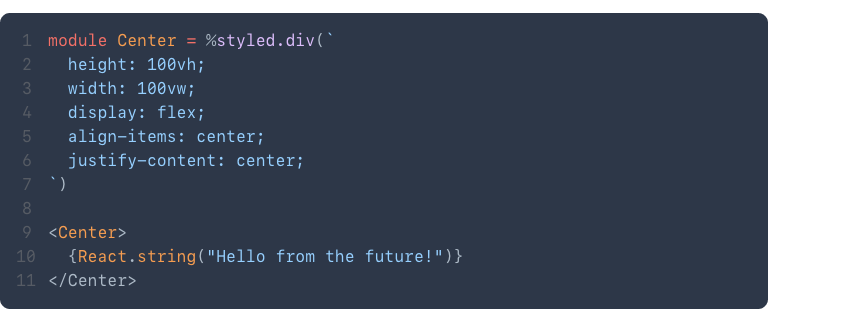 1 module Center = %styled.div(`
2   height: 100vh;
3   width: 100vw;
4   display: flex;
5   align-items: center;
6   justify-content: center;
7 `)
8
9 <Center>
10   {React.string("Hello from the future!")}
11 </Center>